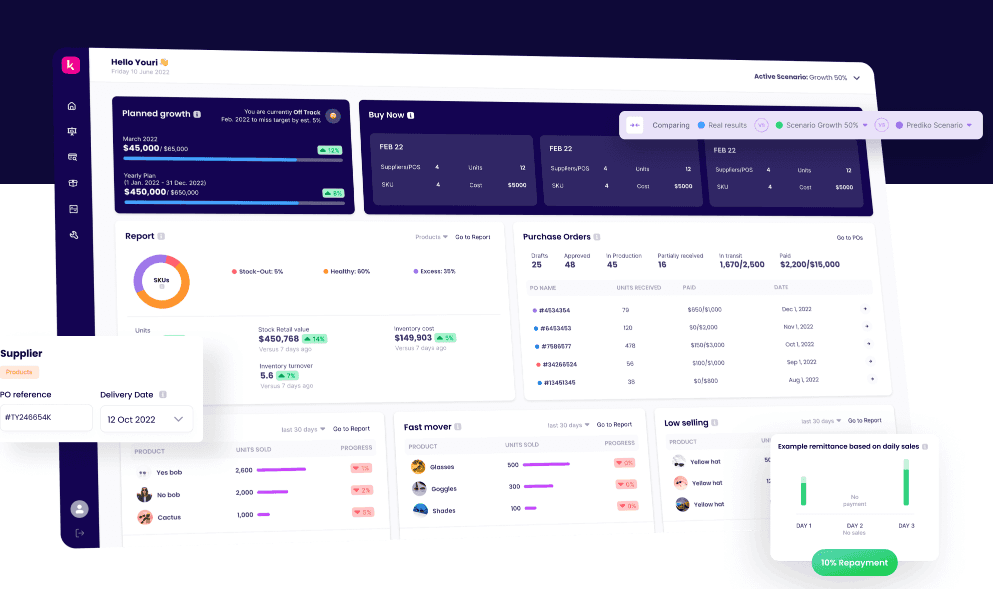 k
Hello Youri 👋
Friday 10 June 2022
Active Scenario: Growth 50%
Comparing Real results VS Scenario Growth 50% VS Prediko Scenario
Planned growth
You are currently Off Track
Feb. 2022 to miss target by est. 5%
March 2022
$45,000/ $65,000
12%
Yearly Plan
(1 Jan. 2022 - 31 Dec. 2022)
$450,000/ $650,000
8%
Buy Now
FEB 22
Suppliers/POS 4 Units 12
SKU 4 Cost $5000
FEB 22
Suppliers/POS 4 Units 12
SKU 4 Cost $5000
FEB 22
Suppliers/POS 4 Units 12
SKU 4 Cost $5000
Report
Products Go to Report
SKUs
Stock-Out: 5% Healthy: 60% Excess: 35%
Units
Stock Retail value
$450,768 14%
Versus 7 days ago
Inventory cost
$149,903 5%
Versus 7 days ago
Inventory turnover
5.6 7%
Versus 7 days ago
Purchase Orders
Go to POs
Drafts Approved In Production Partially received In transit Paid
25 48 45 16 1,670/2,500 $2,200/$15,000
PO NAME UNITS RECEIVED PAID DATE
#4534354 79 $650/$1,000 Dec 1, 2022
#6453453 120 $0/$2,000 Nov 1, 2022
#7586577 478 $150/$3,000 Oct 1, 2022
#34266524 56 $100/$1,000 Sep 1, 2022
#13451345 36 $0/$800 Aug 1, 2022
Supplier
Products
PO reference Delivery Date
#TY246654K 12 Oct 2022
last 30 days Go to Report
PRODUCT UNITS SOLD PROGRESS
Yes bob 2,600 1%
No bob 2,000 2%
Cactus 1,000 5%
Fast mover
last 30 days Go to Report
PRODUCT UNITS SOLD PROGRESS
Glasses 500 0%
Goggles 300 0%
Shades 100 0%
Low selling
last 30 days Go to Report
PRODUCT
Yellow hat
Yellow hat
Yellow hat
Example remittance based on daily sales
No
payment
DAY 1 DAY 2 DAY 3
No sales
10% Repayment